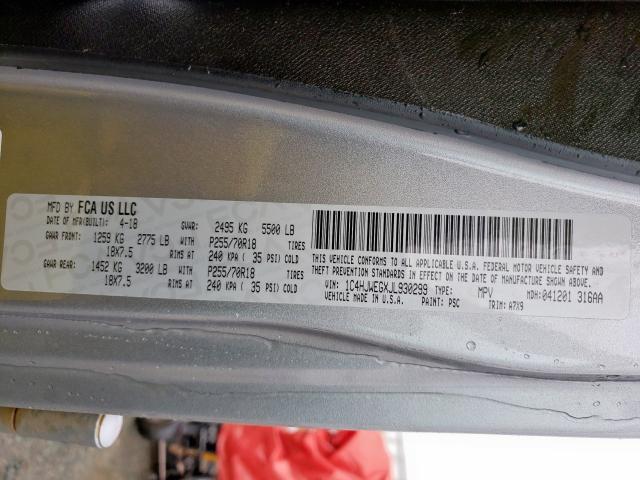 MFD BY FCA US LLC
DATE OF MFR(BUILT): 4-18 GVWR: 2495 KG 5500 LB
GAWR FRONT: 1259 KG 2775 LB WITH P255/70R18 TIRES
18X7.5 RIMS AT 240 KPA ( 35 PSI) COLD
GAWR REAR: 1452 KG 3200 LB WITH P255/70R18 TIRES
18X7.5 RIMS AT 240 KPA ( 35 PSI) COLD
THIS VEHICLE CONFORMS TO ALL APPLICABLE U.S.A. FEDERAL MOTOR VEHICLE SAFETY AND
THEFT PREVENTION STANDARDS IN EFFECT ON THE DATE OF MANUFACTURE SHOWN ABOVE.
VIN: 1C4HJWEGXJL930299 TYPE: MPV MDH: 041201 316AA
VEHICLE MADE IN U.S.A. PAINT: PSC TRIM: A7X9